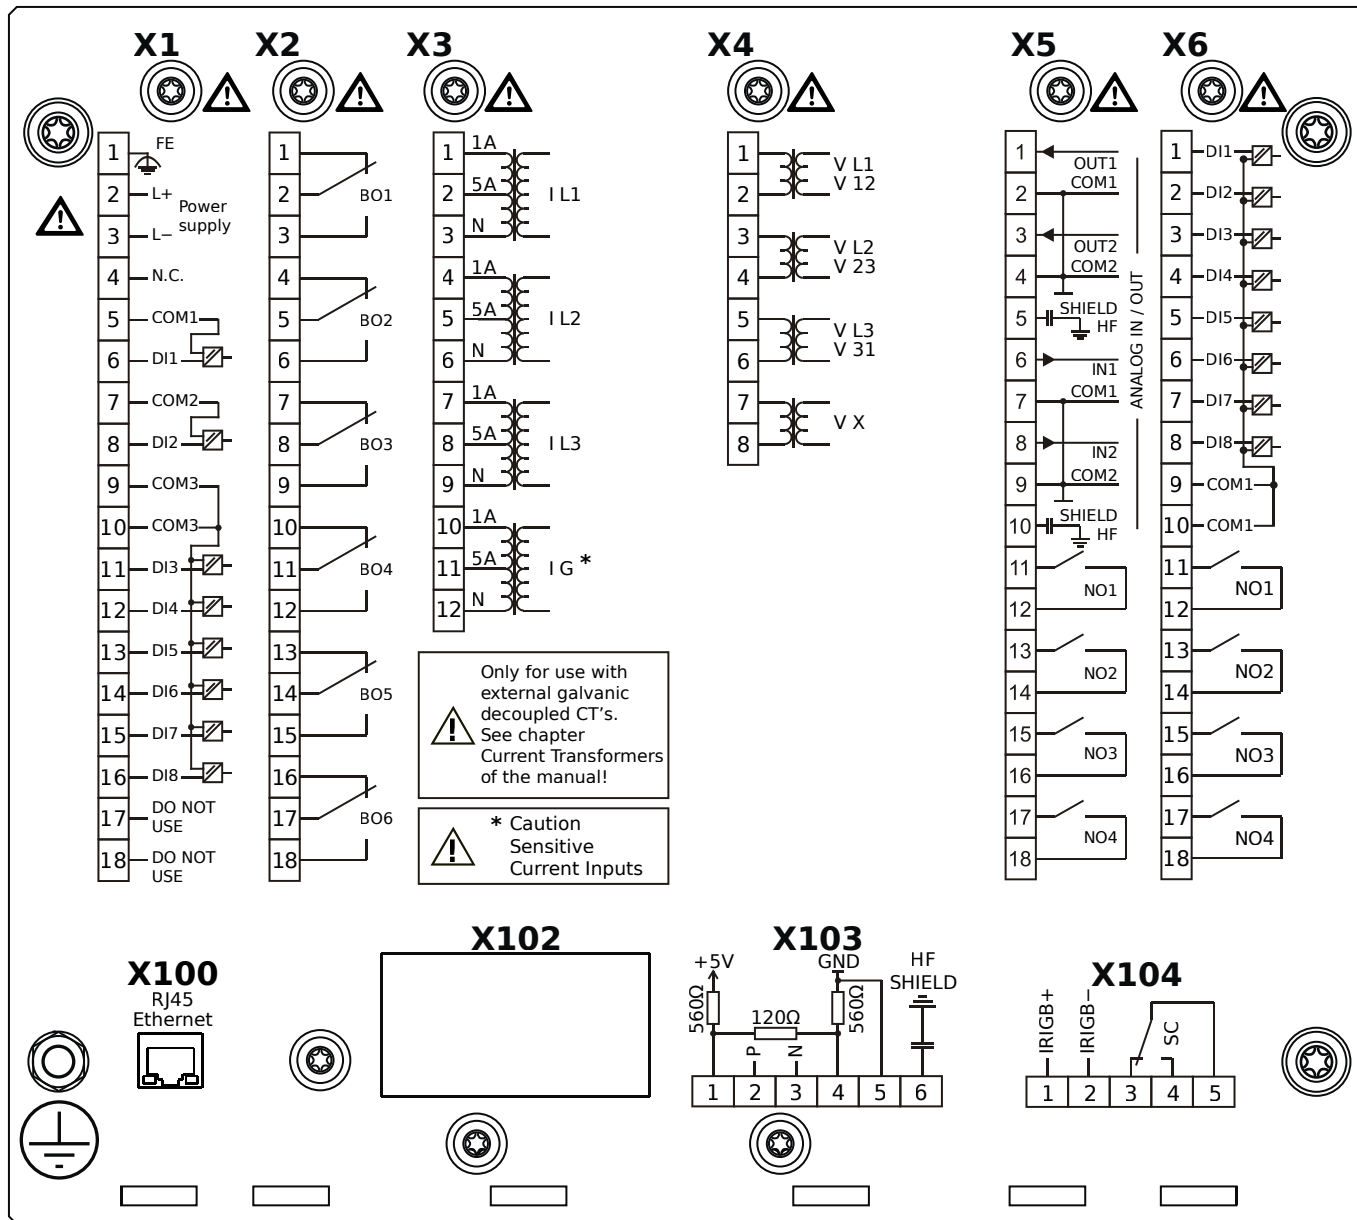 X1
X2
X3
X4
X5
X6
1 FE
2 L+
Power
supply
3 L−
4 N.C.
5 COM1
6 DI1
7 COM2
8 DI2
9 COM3
10 COM3
11 DI3
12 DI4
13 DI5
14 DI6
15 DI7
16 DI8
17 DO NOT
USE
18 DO NOT
USE
1
2 BO1
3
4
5 BO2
6
7
8 BO3
9
10
11 BO4
12
13
14 BO5
15
16
17 BO6
18
1 1A
2 5A I L1
3 N
4 1A
5 5A I L2
6 N
7 1A
8 5A I L3
9 N
10 1A
11 5A I G *
12 N
Only for use with
external galvanic
decoupled CT's.
See chapter
Current Transformers
of the manual!
* Caution
Sensitive
Current Inputs
1 V L1
2 V 12
3 V L2
4 V 23
5 V L3
6 V 31
7 V X
8
1 OUT1
2 COM1
3 OUT2
4 COM2
5 SHIELD
HF
6 IN1
7 COM1
8 IN2
9 COM2
10 SHIELD
HF
ANALOG IN / OUT
11
NO1
12
13
NO2
14
15
NO3
16
17
NO4
18
1 DI1
2 DI2
3 DI3
4 DI4
5 DI5
6 DI6
7 DI7
8 DI8
9 COM1
10 COM1
11
NO1
12
13
NO2
14
15
NO3
16
17
NO4
18
X100
RJ45
Ethernet
X102
X103
+5V
GND
HF
SHIELD
560Ω
120Ω
560Ω
P
N
1 2 3 4 5 6
X104
IRIGB+
IRIGB−
SC
1 2 3 4 5